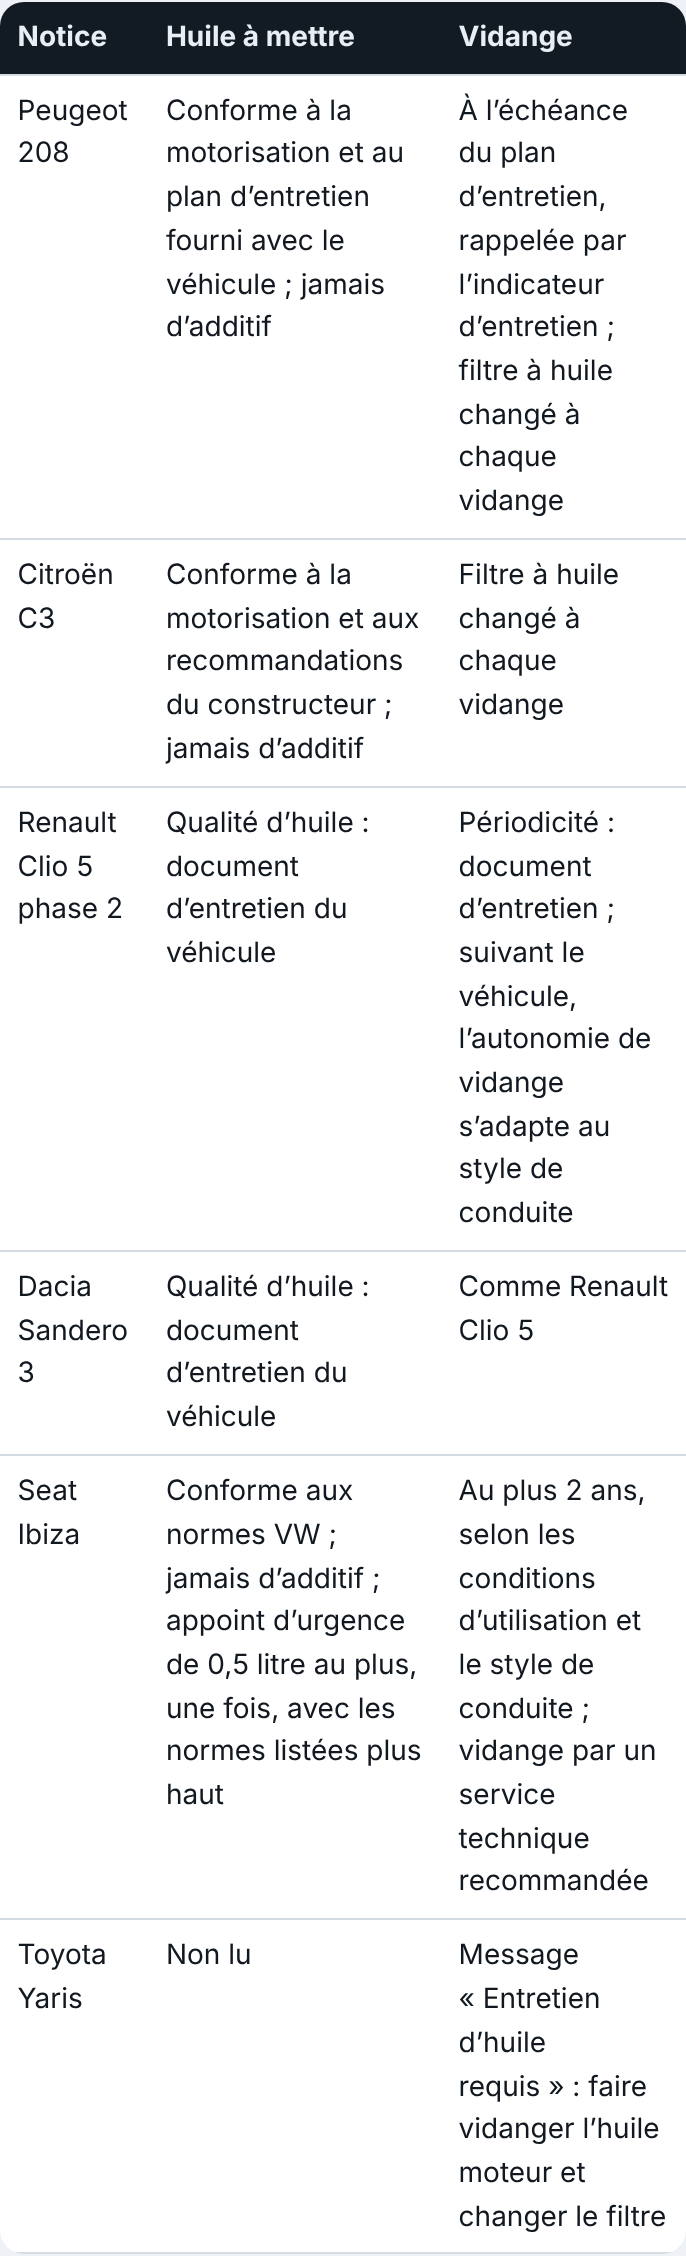 Notice Huile à mettre Vidange
Peugeot
208
Conforme à la
motorisation et au
plan d’entretien
fourni avec le
véhicule ; jamais
d’additif
À l’échéance
du plan
d’entretien,
rappelée par
l’indicateur
d’entretien ;
filtre à huile
changé à
chaque
vidange
Citroën
C3
Conforme à la
motorisation et aux
recommandations
du constructeur ;
jamais d’additif
Filtre à huile
changé à
chaque
vidange
Renault
Clio 5
phase 2
Qualité d’huile :
document
d’entretien du
véhicule
Périodicité :
document
d’entretien ;
suivant le
véhicule,
l’autonomie de
vidange
s’adapte au
style de
conduite
Dacia
Sandero
3
Qualité d’huile :
document
d’entretien du
véhicule
Comme Renault
Clio 5
Seat
Ibiza
Conforme aux
normes VW ;
jamais d’additif ;
appoint d’urgence
de 0,5 litre au plus,
une fois, avec les
normes listées plus
haut
Au plus 2 ans,
selon les
conditions
d’utilisation et
le style de
conduite ;
vidange par un
service
technique
recommandée
Toyota
Yaris
Non lu
Message
« Entretien
d’huile
requis » : faire
vidanger l’huile
moteur et
changer le filtre